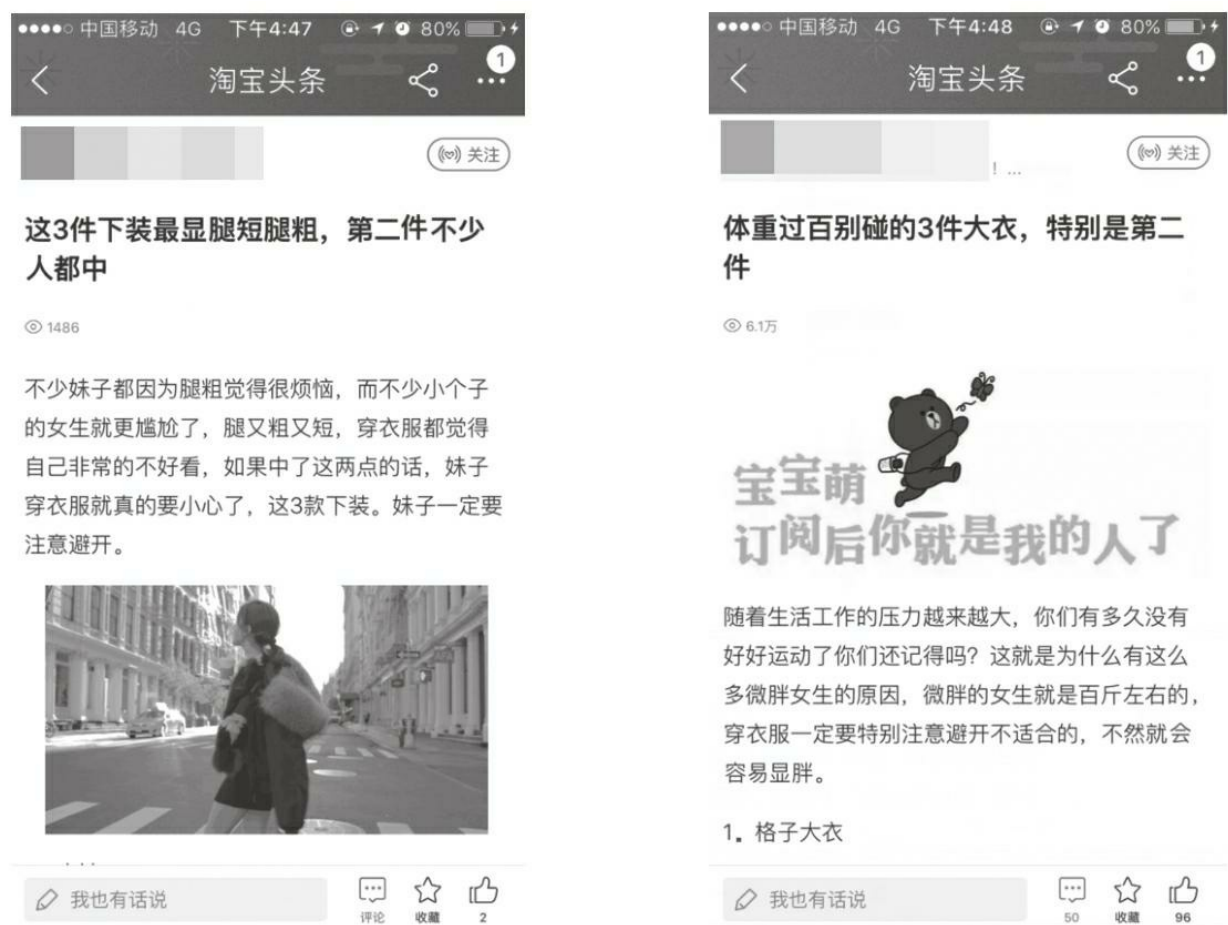 中国移动 4G 下午4:47 80%
淘宝头条
1
关注
这3件下装最显腿短腿粗，第二件不少
人都中
1486
不少妹子都因为腿粗觉得很烦恼，而不少小个子
的女生就更尴尬了，腿又粗又短，穿衣服都觉得
自己非常的不好看，如果中了这两点的话，妹子
穿衣服就真的要小心了，这3款下装。妹子一定要
注意避开。
我也有话说
评论
收藏
2
中国移动 4G 下午4:48 80%
淘宝头条
1
！...
关注
体重过百别碰的3件大衣，特别是第二
件
6.1万
宝宝萌
订阅后你就是我的人了
随着生活工作的压力越来越大，你们有多久没有
好好运动了你们还记得吗？这就是为什么有这么
多微胖女生的原因，微胖的女生就是百斤左右的，
穿衣服一定要特别注意避开不适合的，不然就会
容易显胖。
1. 格子大衣
我也有话说
50
收藏
96